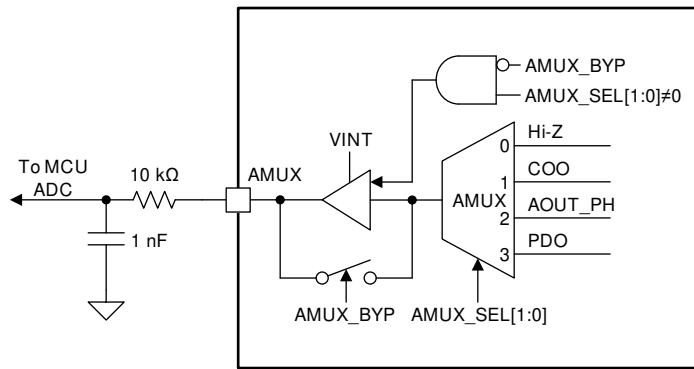 AMUX_BYP
AMUX_SEL[1:0]≠0
Hi-Z
VINT
0
To MCU
ADC
10 kΩ
AMUX
COO
1
AMUX
AOUT_PH
2
1 nF
PDO
3
AMUX_BYP
AMUX_SEL[1:0]